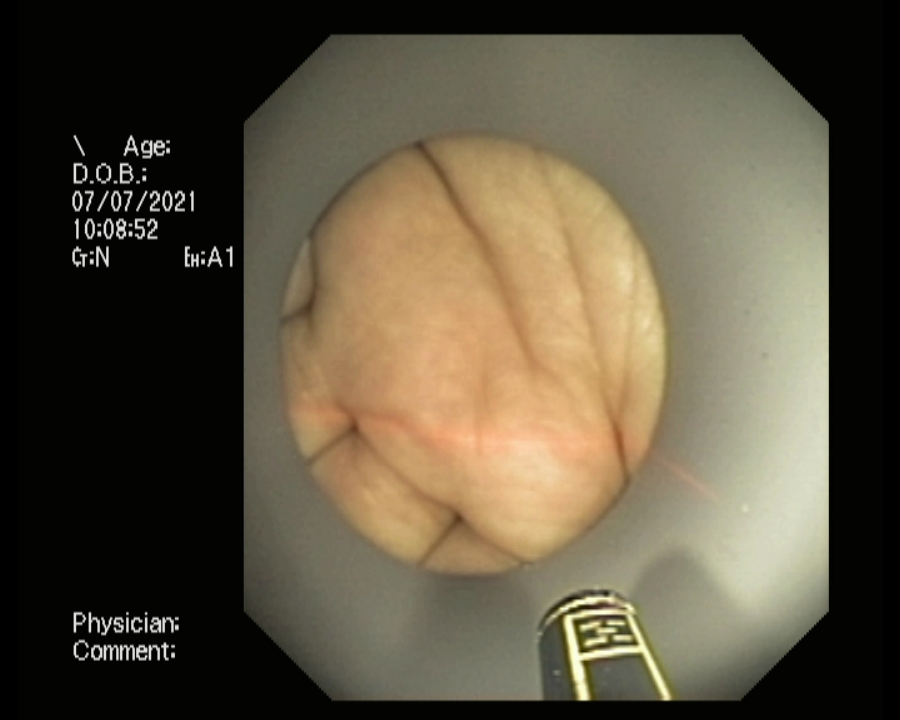 \ Age:
D.O.B.:
07/07/2021
10:08:52
Cr:N Eh:A1
Physician:
Comment: